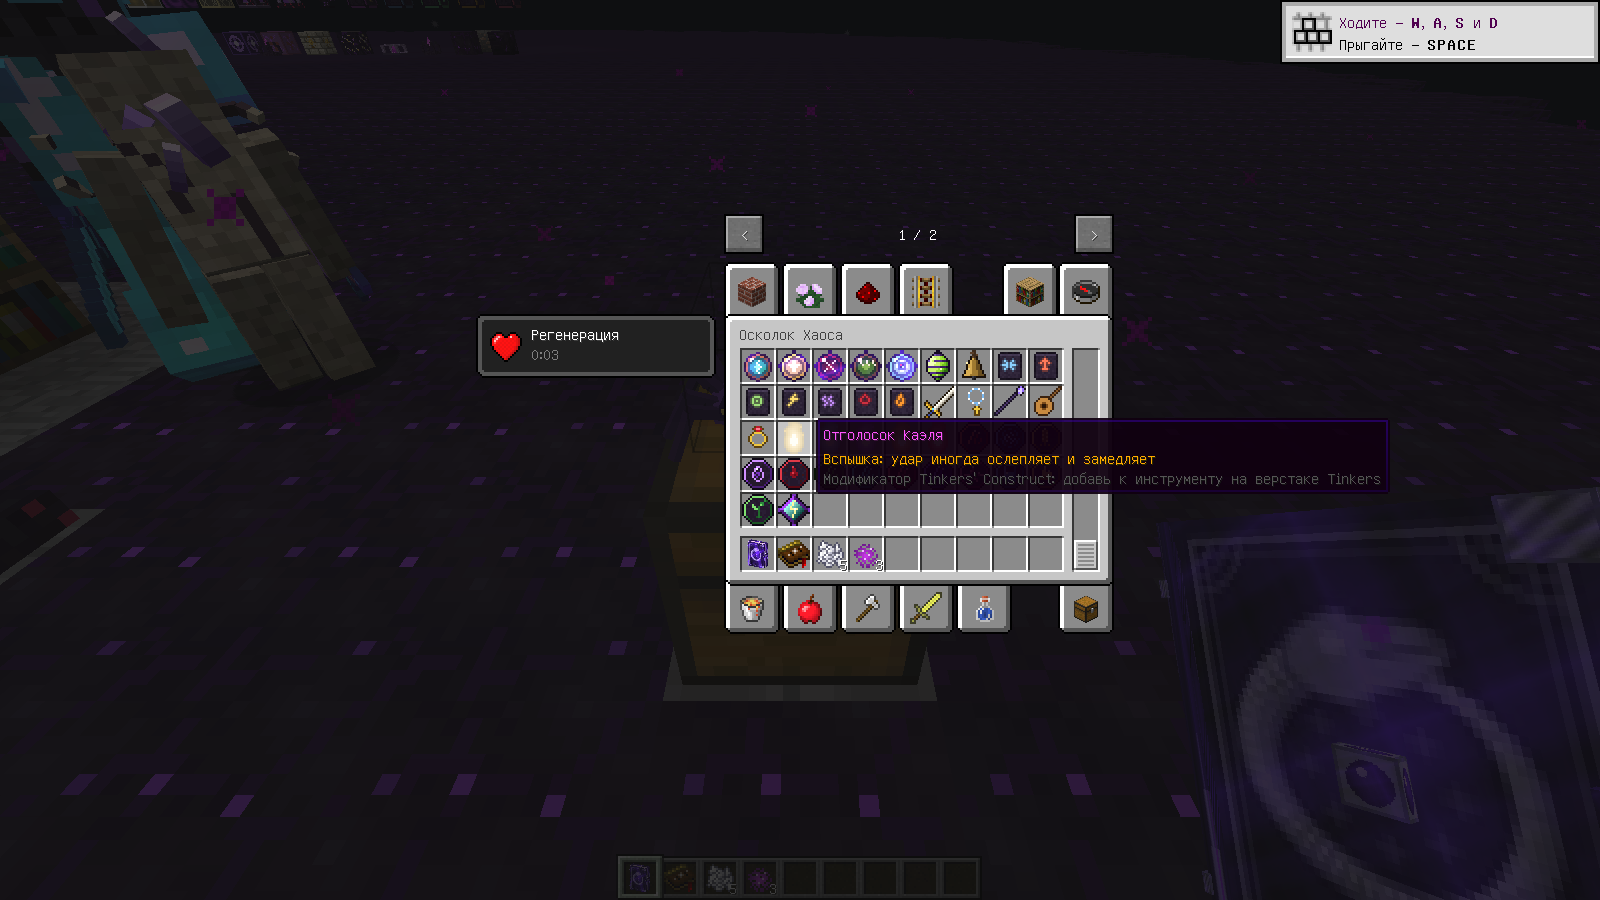 Ходите – W, A, S и D
Прыгайте – SPACE
< 1 / 2 >
Регенерация
0:03
Осколок Хаоса
Отголосок Каэля
Вспышка: удар иногда ослепляет и замедляет
Модификатор Tinkers' Construct: добавь к инструменту на верстаке Tinkers
5
3
5
3